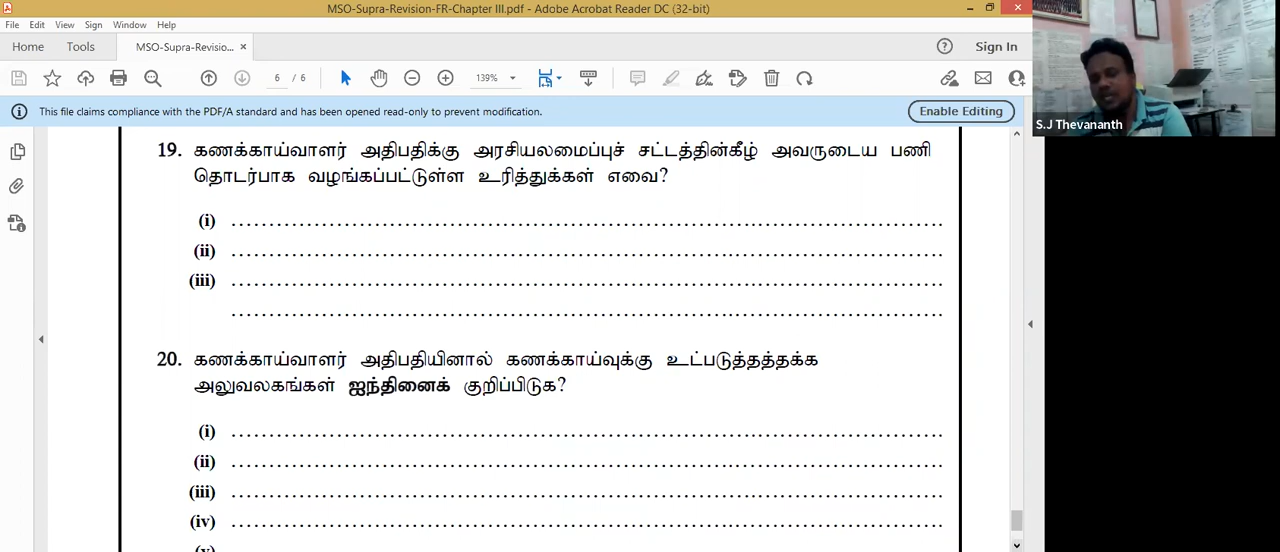 MSO-Supra-Revision-FR-Chapter III.pdf - Adobe Acrobat Reader DC (32-bit)
File Edit View Sign Window Help
Home Tools MSO-Supra-Revisio... × Sign In
6 / 6 139%
This file claims compliance with the PDF/A standard and has been opened read-only to prevent modification. Enable Editing
S.J Thevananth
19. கணக்காய்வாளர் அதிபதிக்கு அரசியலமைப்புச் சட்டத்தின்கீழ் அவருடைய பணி
தொடர்பாக வழங்கப்பட்டுள்ள உரித்துக்கள் எவை?
(i) ........................................................................
(ii) ........................................................................
(iii) ........................................................................
........................................................................
20. கணக்காய்வாளர் அதிபதியினால் கணக்காய்வுக்கு உட்படுத்தத்தக்க
அலுவலகங்கள் ஐந்தினைக் குறிப்பிடுக?
(i) ........................................................................
(ii) ........................................................................
(iii) ........................................................................
(iv) ........................................................................